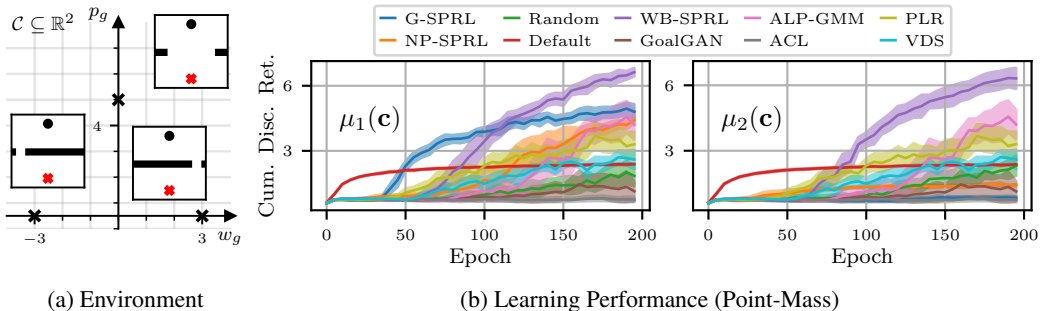 C ⊆ ℝ² p_g
4
−3 3 w_g
(a) Environment
G-SPRL Random WB-SPRL ALP-GMM PLR
NP-SPRL Default GoalGAN ACL VDS
Cum. Disc. Ret.
6
3
μ₁(c)
μ₂(c)
0 50 100 150 200
0 50 100 150 200
Epoch
Epoch
(b) Learning Performance (Point-Mass)